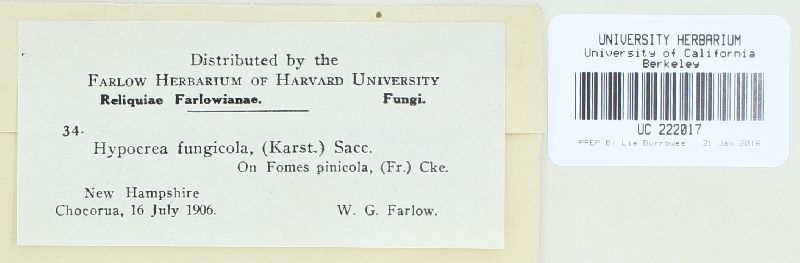 Distributed by the
FARLOW HERBARIUM OF HARVARD UNIVERSITY
Reliquiae Farlowianae. Fungi.
34.
Hypocrea fungicola, (Karst.) Sacc.
On Fomes pinicola, (Fr.) Cke.
New Hampshire
Chocorua, 16 July 1906. W. G. Farlow.
UNIVERSITY HERBARIUM
University of California
Berkeley
UC 222017
PREP BY Lia Burrowes , 31 Jan 2018